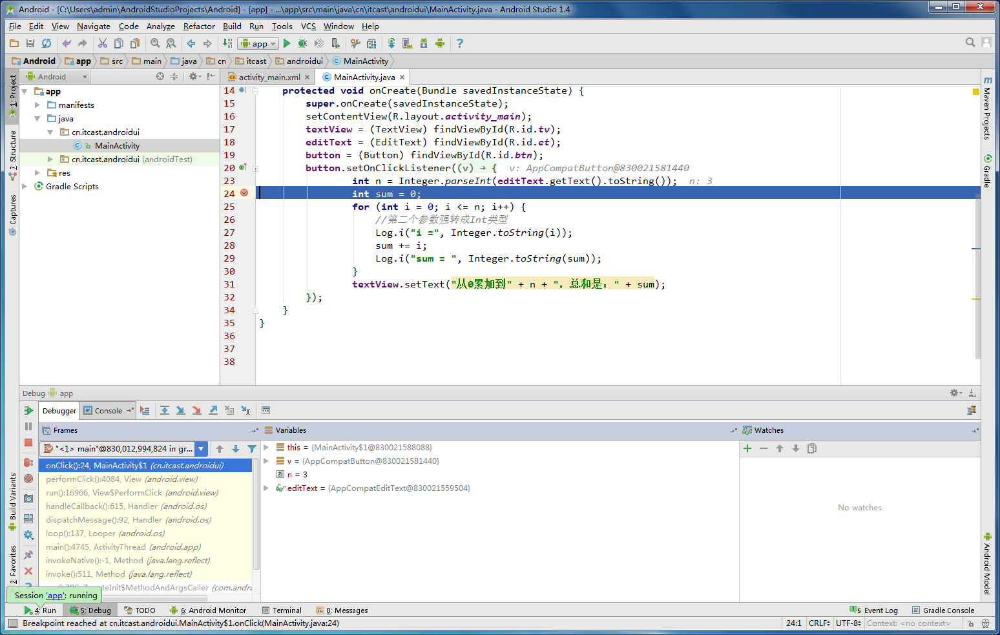 Android - [C:\Users\admin\AndroidStudioProjects\Android] - [app] - ...\app\src\main\java\cn\itcast\androidui\MainActivity.java - Android Studio 1.4
File Edit View Navigate Code Analyze Refactor Build Run Tools VCS Window Help
app
Android app src main java cn itcast androidui MainActivity
1: Project
7: Structure
Captures
Build Variants
2: Favorites
Android
app
manifests
java
cn.itcast.androidui
MainActivity
cn.itcast.androidui (androidTest)
res
Gradle Scripts
activity_main.xml MainActivity.java
14 protected void onCreate(Bundle savedInstanceState) {
15 super.onCreate(savedInstanceState);
16 setContentView(R.layout.activity_main);
17 textView = (TextView) findViewById(R.id.tv);
18 editText = (EditText) findViewById(R.id.et);
19 button = (Button) findViewById(R.id.btn);
20 button.setOnClickListener((v) → { v: AppCompatButton@830021581440
23 int n = Integer.parseInt(editText.getText().toString()); n: 3
24 int sum = 0;
25 for (int i = 0; i <= n; i++) {
26 //第二个参数强转成Int类型
27 Log.i("i =", Integer.toString(i));
28 sum += i;
29 Log.i("sum = ", Integer.toString(sum));
30 }
31 textView.setText("从0累加到" + n + ", 总和是: " + sum);
32 });
34 }
35 }
36
37
38
Maven Projects
Gradle
Android Model
Debug app
Debugger Console
Frames
"<1> main"@830,012,994,824 in gr...
onClick():24, MainActivity$1 (cn.itcast.androidui)
performClick():4084, View (android.view)
run():16966, View$PerformClick (android.view)
handleCallback():615, Handler (android.os)
dispatchMessage():92, Handler (android.os)
loop():137, Looper (android.os)
main():4745, ActivityThread (android.app)
invokeNative():-1, Method (java.lang.reflect)
invoke():511, Method (java.lang.reflect)
Variables
this = {MainActivity$1@830021588088}
v = {AppCompatButton@830021581440}
n = 3
editText = {AppCompatEditText@830021559504}
Watches
No watches
Session 'app': running
4: Run 5: Debug TODO 6: Android Monitor Terminal 0: Messages 5 Event Log Gradle Console
Breakpoint reached at cn.itcast.androidui.MainActivity$1.onClick(MainActivity.java:24) 24:1 CRLF UTF-8 Context: <no context>